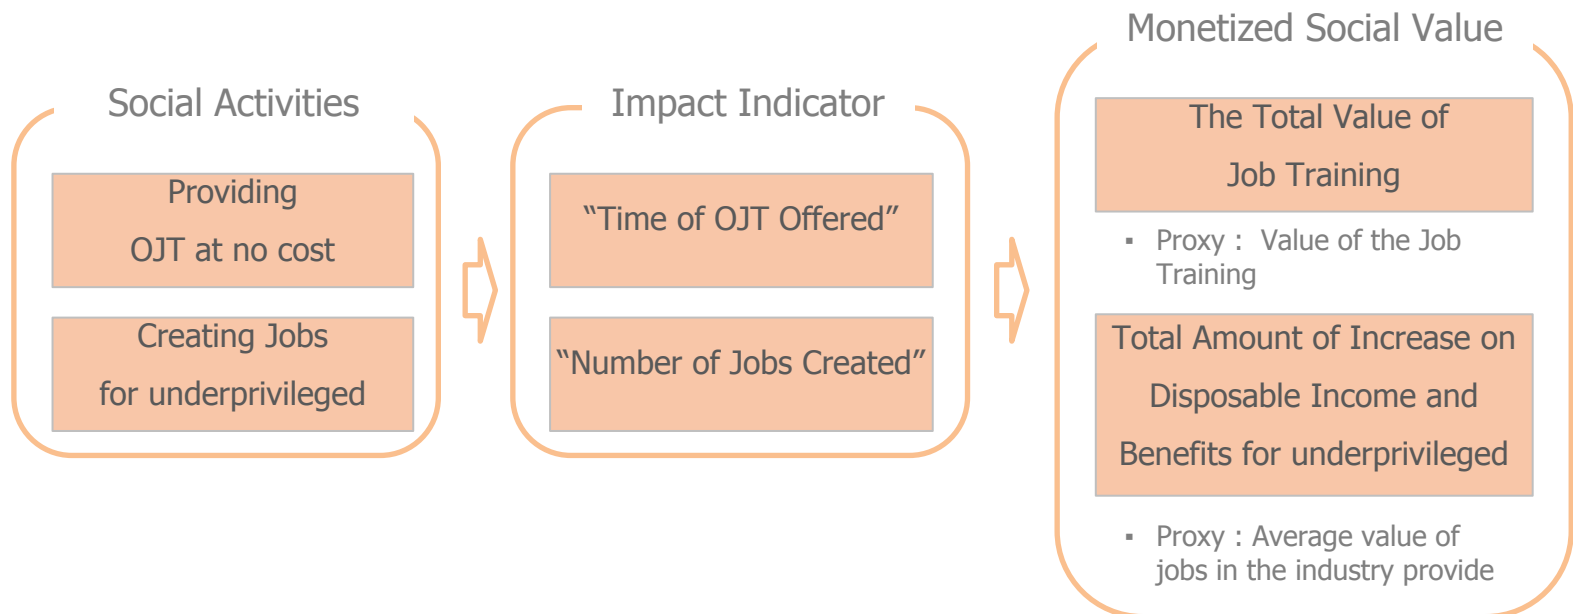 Social Activities
Providing
OJT at no cost
Creating Jobs
for underprivileged
Impact Indicator
“Time of OJT Offered”
“Number of Jobs Created”
Monetized Social Value
The Total Value of
Job Training
▪ Proxy : Value of the Job
Training
Total Amount of Increase on
Disposable Income and
Benefits for underprivileged
▪ Proxy : Average value of
jobs in the industry provide